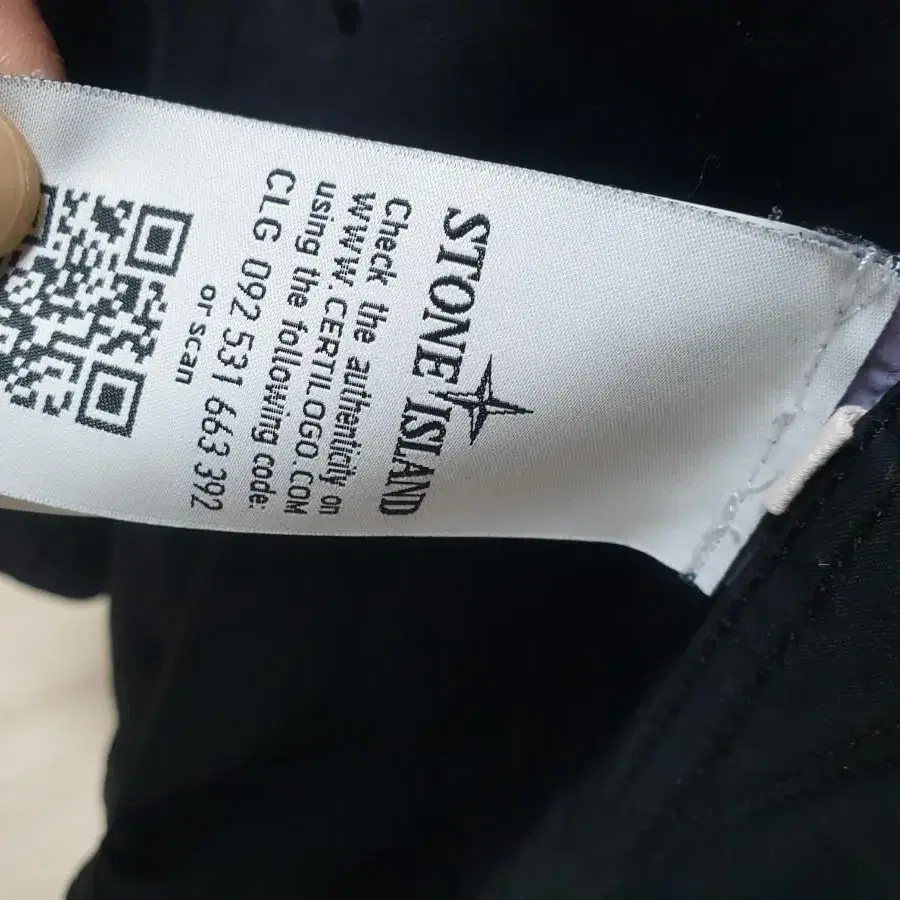 STONE ISLAND
Check the authenticity on
WWW.CERTILOGO.COM
using the following code:
CLG 092 531 663 392
or scan